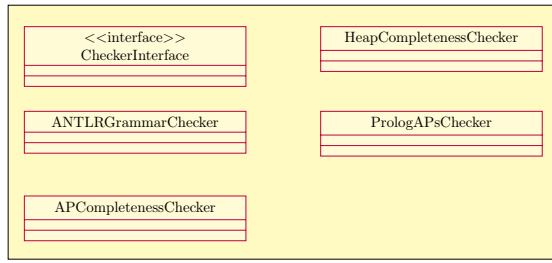 <<interface>>
CheckerInterface
HeapCompletenessChecker
ANTLRGrammarChecker
PrologAPsChecker
APCompletenessChecker